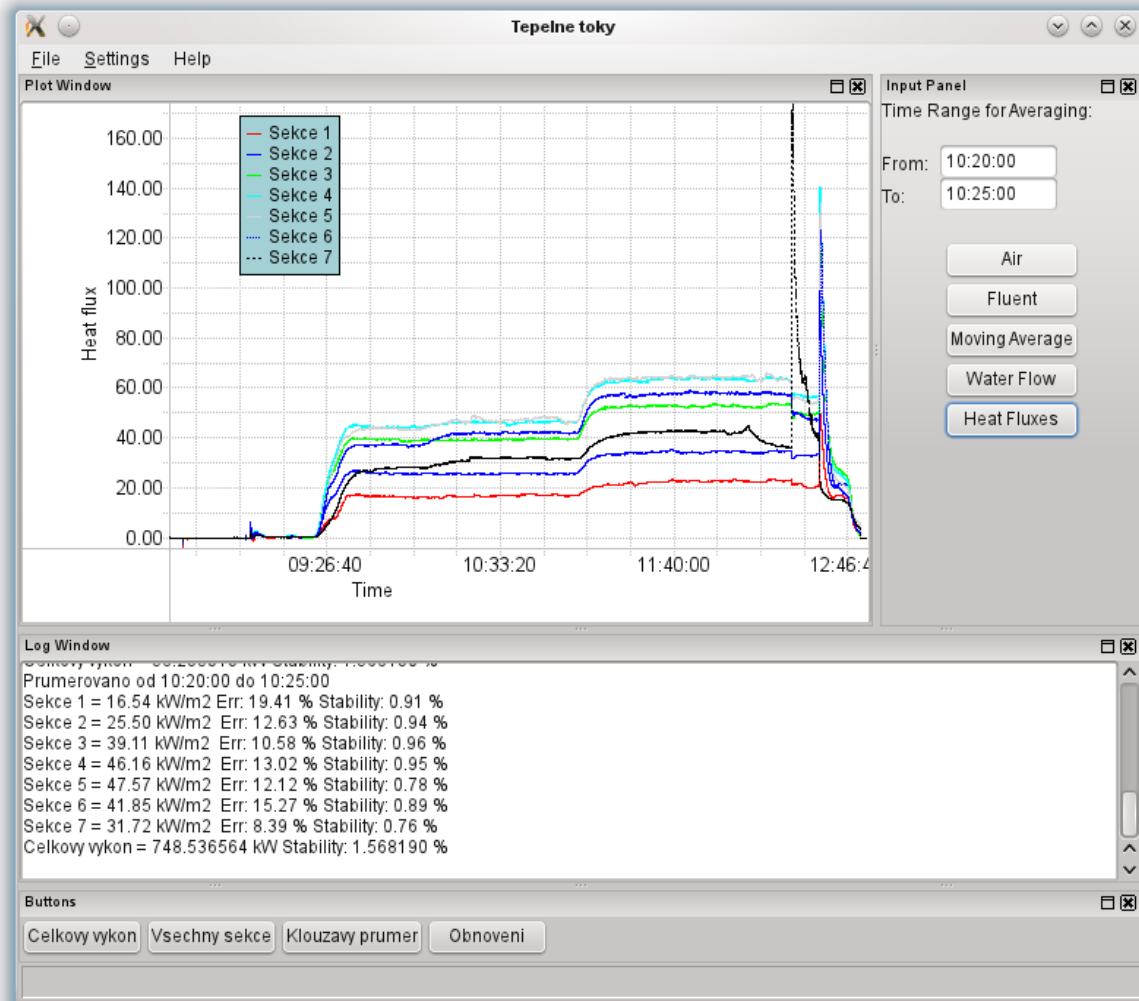 Tepelne toky
File Settings Help
Plot Window
Sekce 1
Sekce 2
Sekce 3
Sekce 4
Sekce 5
Sekce 6
Sekce 7
160.00
140.00
120.00
100.00
80.00
60.00
40.00
20.00
0.00
Heat flux
09:26:40 10:33:20 11:40:00 12:46:4
Time
Input Panel
Time Range for Averaging:
From: 10:20:00
To: 10:25:00
Air
Fluent
Moving Average
Water Flow
Heat Fluxes
Log Window
Celkovy vykon = kW Stability: %
Prumerovano od 10:20:00 do 10:25:00
Sekce 1 = 16.54 kW/m2 Err: 19.41 % Stability: 0.91 %
Sekce 2 = 25.50 kW/m2 Err: 12.63 % Stability: 0.94 %
Sekce 3 = 39.11 kW/m2 Err: 10.58 % Stability: 0.96 %
Sekce 4 = 46.16 kW/m2 Err: 13.02 % Stability: 0.95 %
Sekce 5 = 47.57 kW/m2 Err: 12.12 % Stability: 0.78 %
Sekce 6 = 41.85 kW/m2 Err: 15.27 % Stability: 0.89 %
Sekce 7 = 31.72 kW/m2 Err: 8.39 % Stability: 0.76 %
Celkovy vykon = 748.536564 kW Stability: 1.568190 %
Buttons
Celkovy vykon Vsechny sekce Klouzavy prumer Obnoveni